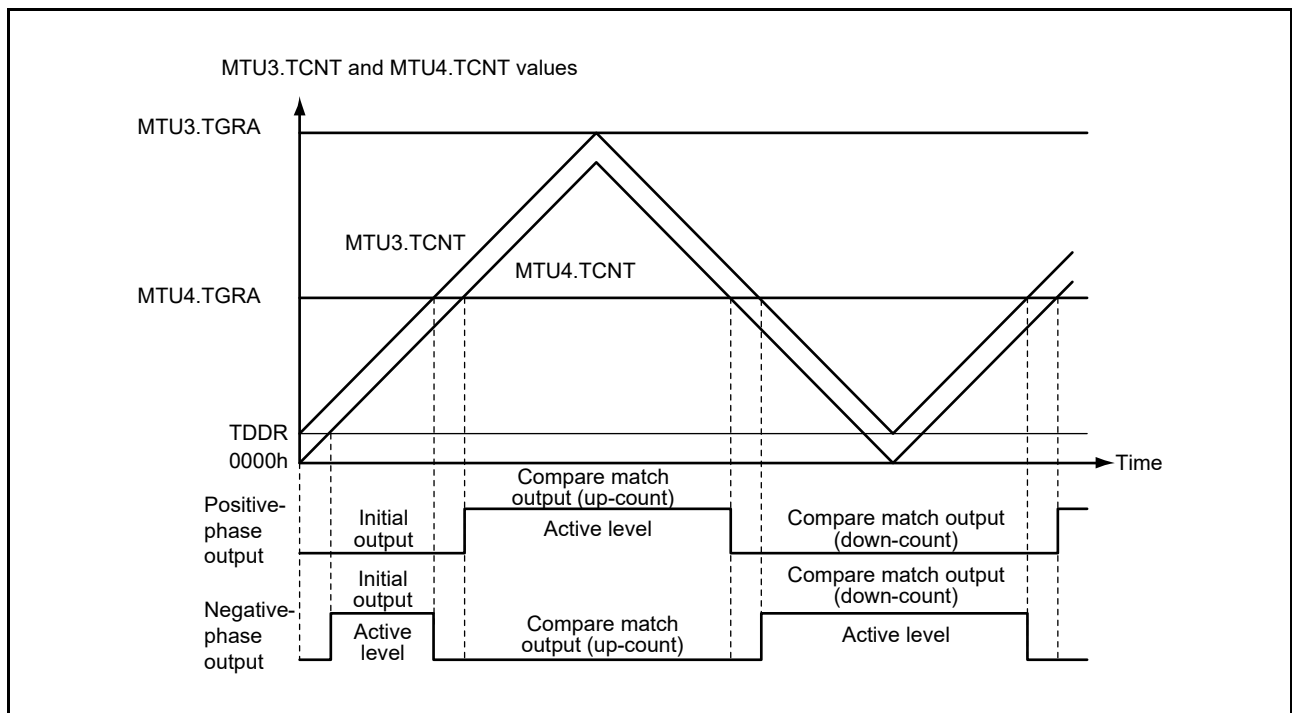 MTU3.TCNT and MTU4.TCNT values
MTU3.TGRA
MTU3.TCNT
MTU4.TCNT
MTU4.TGRA
TDDR
0000h
Time
Positive-
phase
output
Initial
output
Compare match
output (up-count)
Active level
Compare match output
(down-count)
Negative-
phase
output
Initial
output
Active
level
Compare match
output (up-count)
Compare match output
(down-count)
Active level